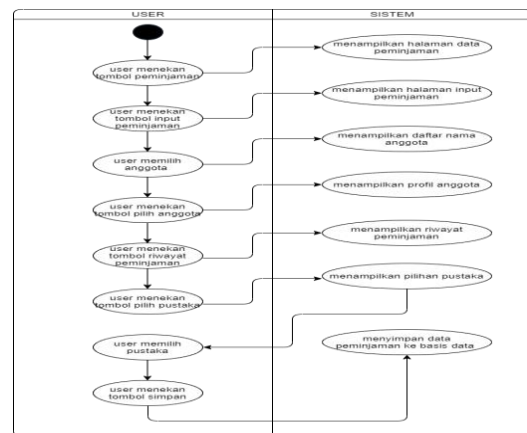 USER
SISTEM
user menekan
tombol peminjaman
menampilkan halaman data
peminjaman
user menekan
tombol input
peminjaman
menampilkan halaman input
peminjaman
user memilih
anggota
menampilkan daftar nama
anggota
user menekan
tombol pilih anggota
menampilkan profil anggota
user menekan
tombol riwayat
peminjaman
menampilkan riwayat
peminjaman
user menekan
tombol pilih pustaka
menampilkan pilihan pustaka
user memilih
pustaka
menyimpan data
peminjaman ke basis data
user menekan
tombol simpan